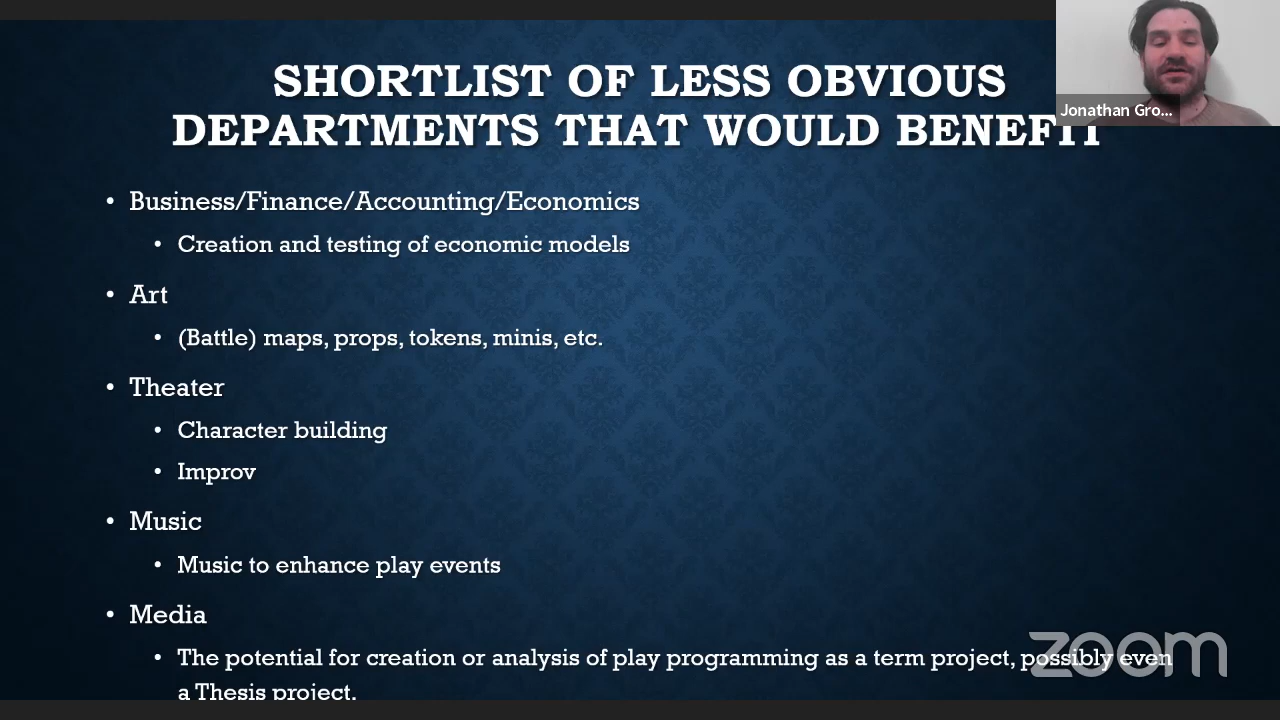 SHORTLIST OF LESS OBVIOUS
DEPARTMENTS THAT WOULD BENEFIT
Jonathan Gro...
• Business/Finance/Accounting/Economics
• Creation and testing of economic models
• Art
• (Battle) maps, props, tokens, minis, etc.
• Theater
• Character building
• Improv
• Music
• Music to enhance play events
• Media
• The potential for creation or analysis of play programming as a term project, possibly even
a Thesis project.
zoom